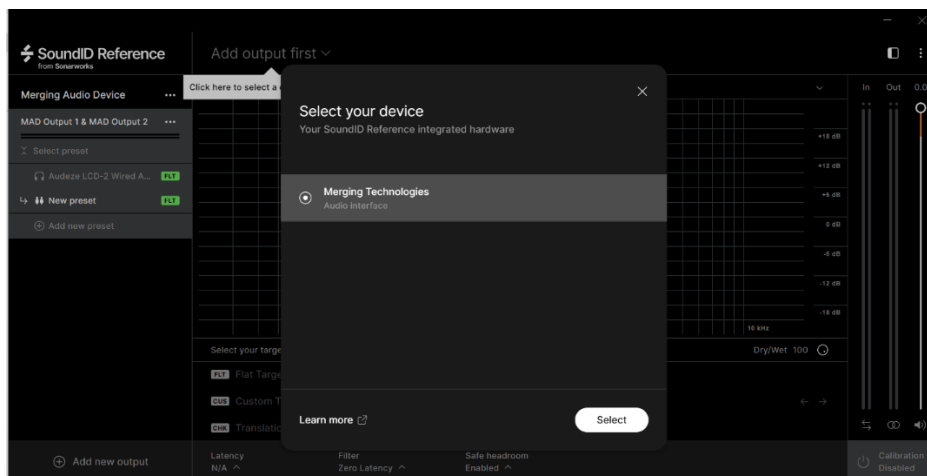 SoundID Reference
from Sonarworks
Add output first
Click here to select a
Merging Audio Device
MAD Output 1 & MAD Output 2
Select preset
Audeze LCD-2 Wired A...
FLT
New preset
FLT
Add new preset
Add new output
Select your device
Your SoundID Reference integrated hardware
Merging Technologies
Audio interface
Learn more
Select
In Out 0.0
+18 dB
+12 dB
+6 dB
0 dB
-6 dB
-12 dB
-18 dB
10 kHz
Select your targe
Dry/Wet 100
FLT Flat Targe
CUS Custom T
CHK Translatic
Latency
N/A
Filter
Zero Latency
Safe headroom
Enabled
Calibration
Disabled